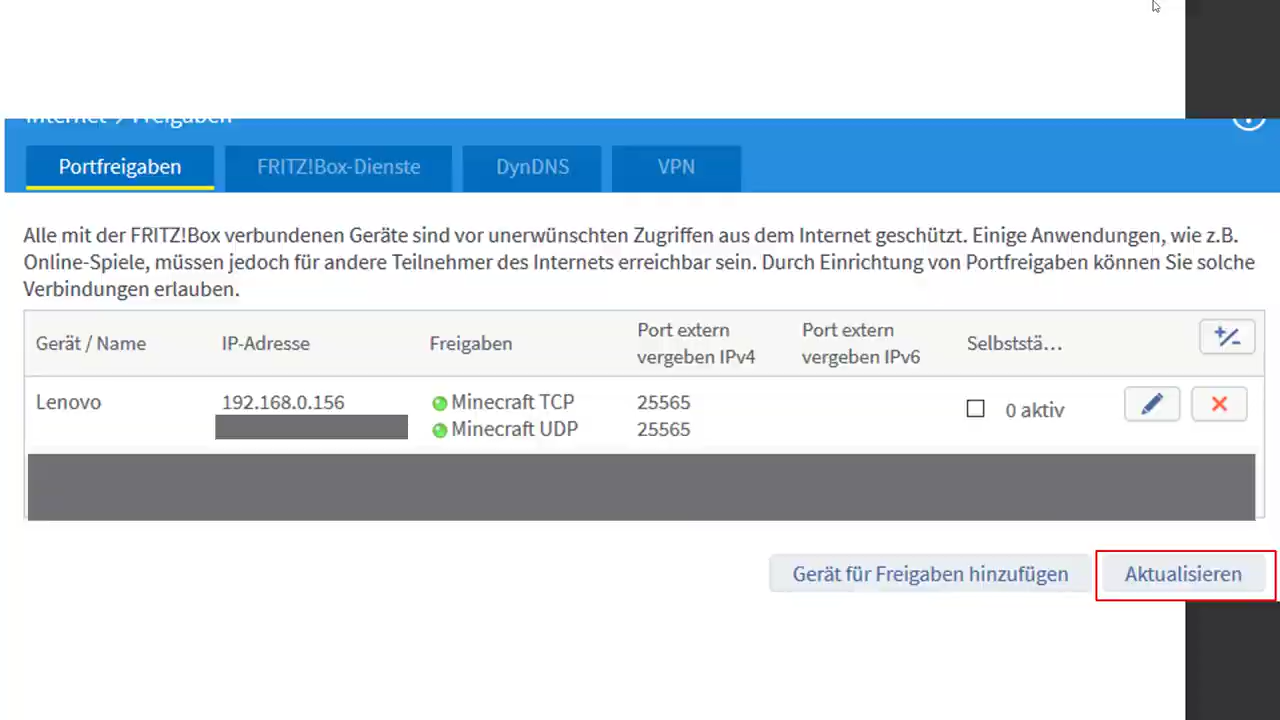 Internet > Freigaben
Portfreigaben
FRITZ!Box-Dienste
DynDNS
VPN
Alle mit der FRITZ!Box verbundenen Geräte sind vor unerwünschten Zugriffen aus dem Internet geschützt. Einige Anwendungen, wie z.B.
Online-Spiele, müssen jedoch für andere Teilnehmer des Internets erreichbar sein. Durch Einrichtung von Portfreigaben können Sie solche
Verbindungen erlauben.
Gerät / Name
IP-Adresse
Freigaben
Port extern
vergeben IPv4
Port extern
vergeben IPv6
Selbststä...
Lenovo
192.168.0.156
Minecraft TCP
25565
0 aktiv
Minecraft UDP
25565
Gerät für Freigaben hinzufügen
Aktualisieren